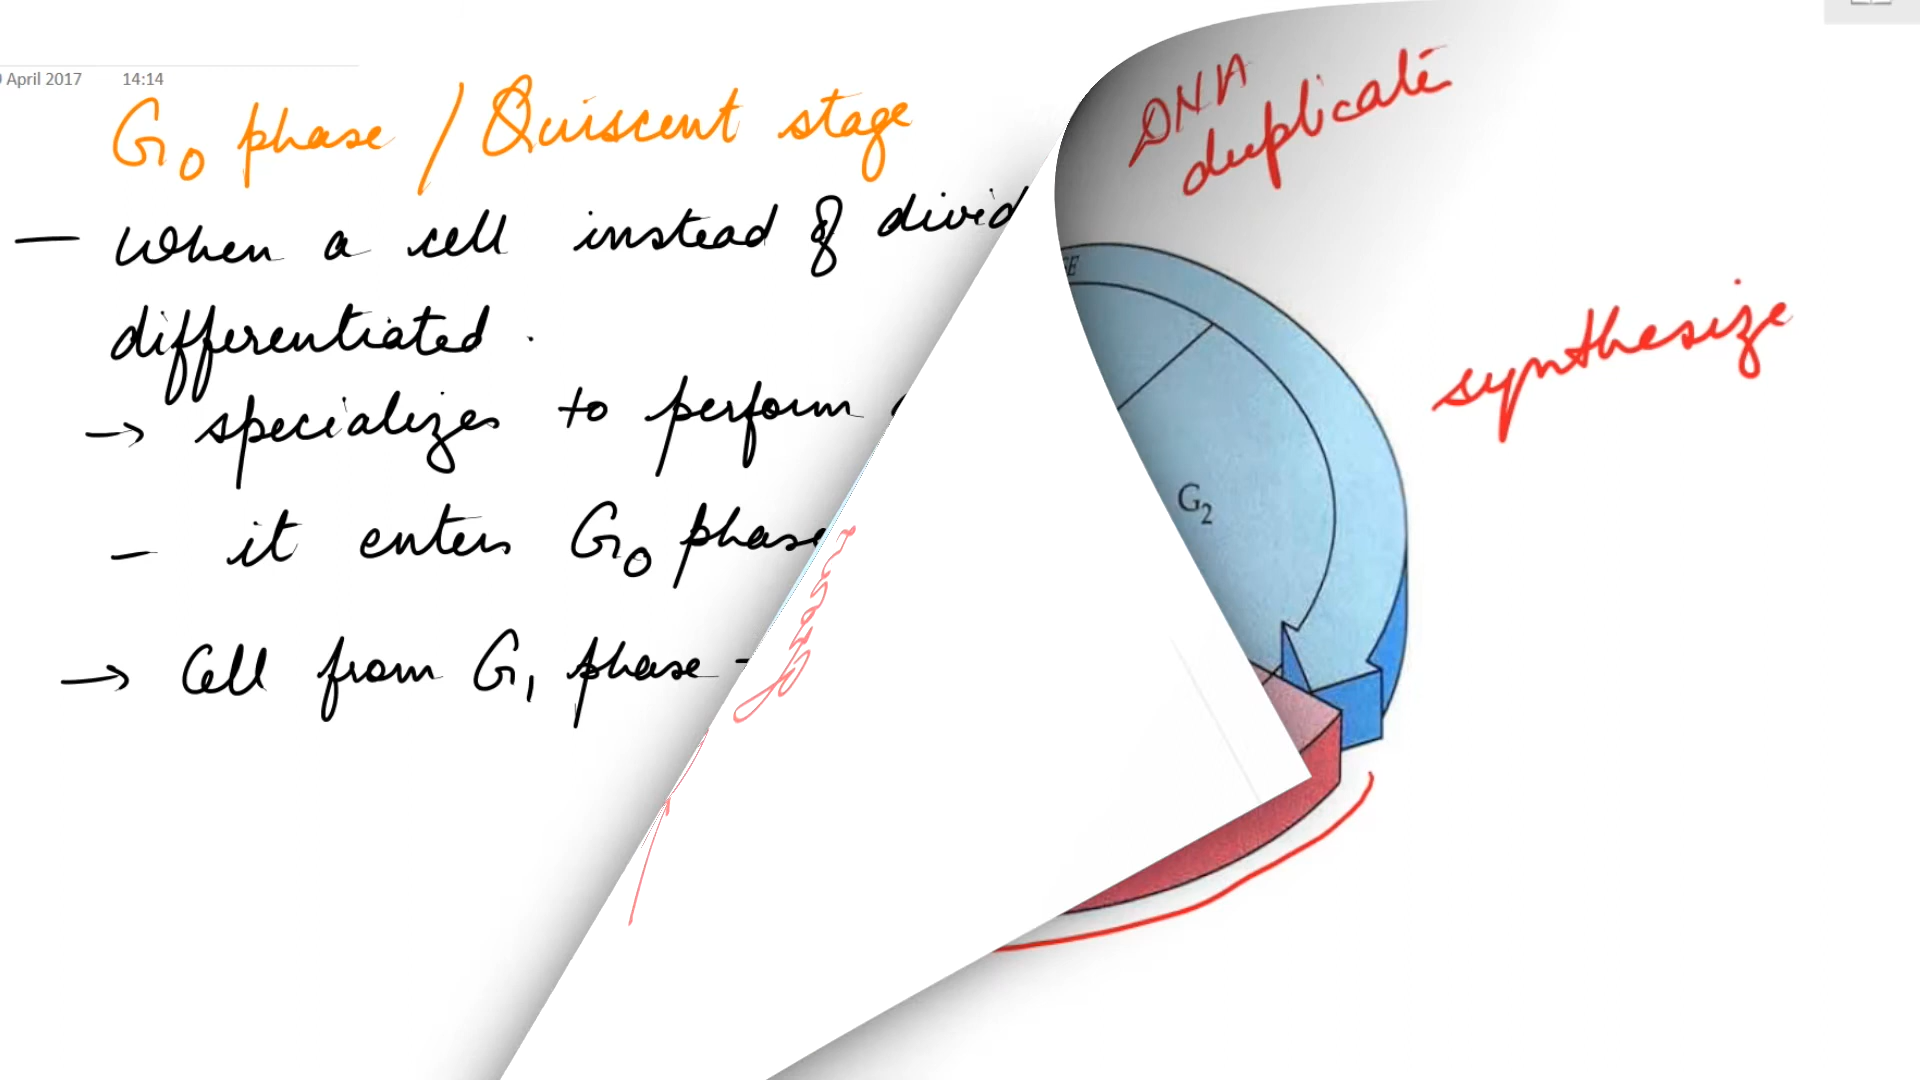 April 2017 14:14
G0 phase / Quiscent stage
— When a cell instead of divid
differentiated .
→ specializes to perform
- it enters G0 phase
→ Cell from G1 phase -
DNA
duplicate
synthesize
G2